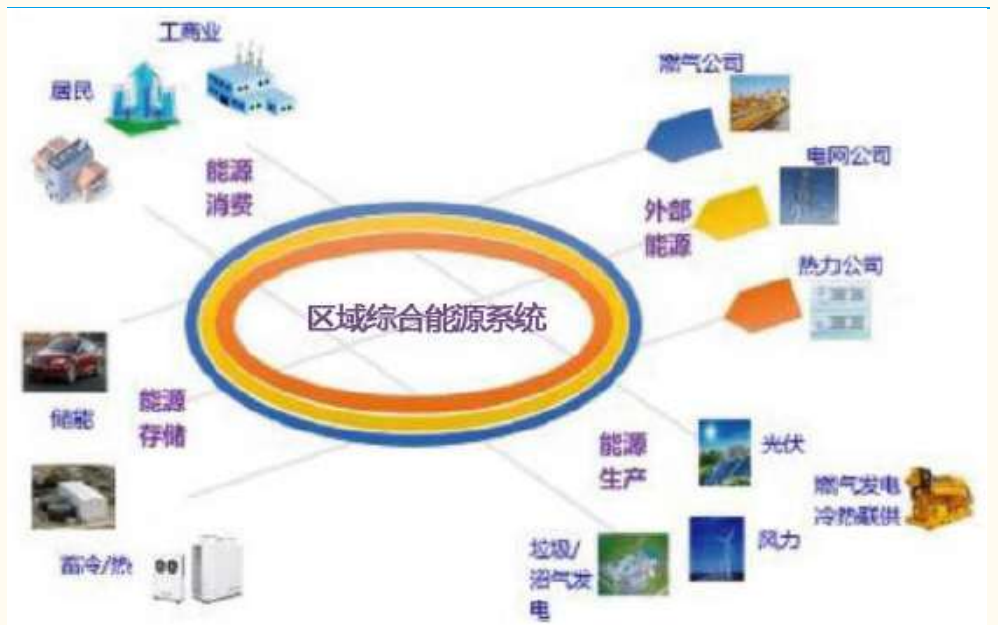 工商业
居民
燃气公司
电网公司
能源
消费
外部
能源
热力公司
区域综合能源系统
储能
能源
存储
能源
生产
光伏
燃气发电
冷热联供
风力
垃圾/
沼气发
电
蓄冷/热